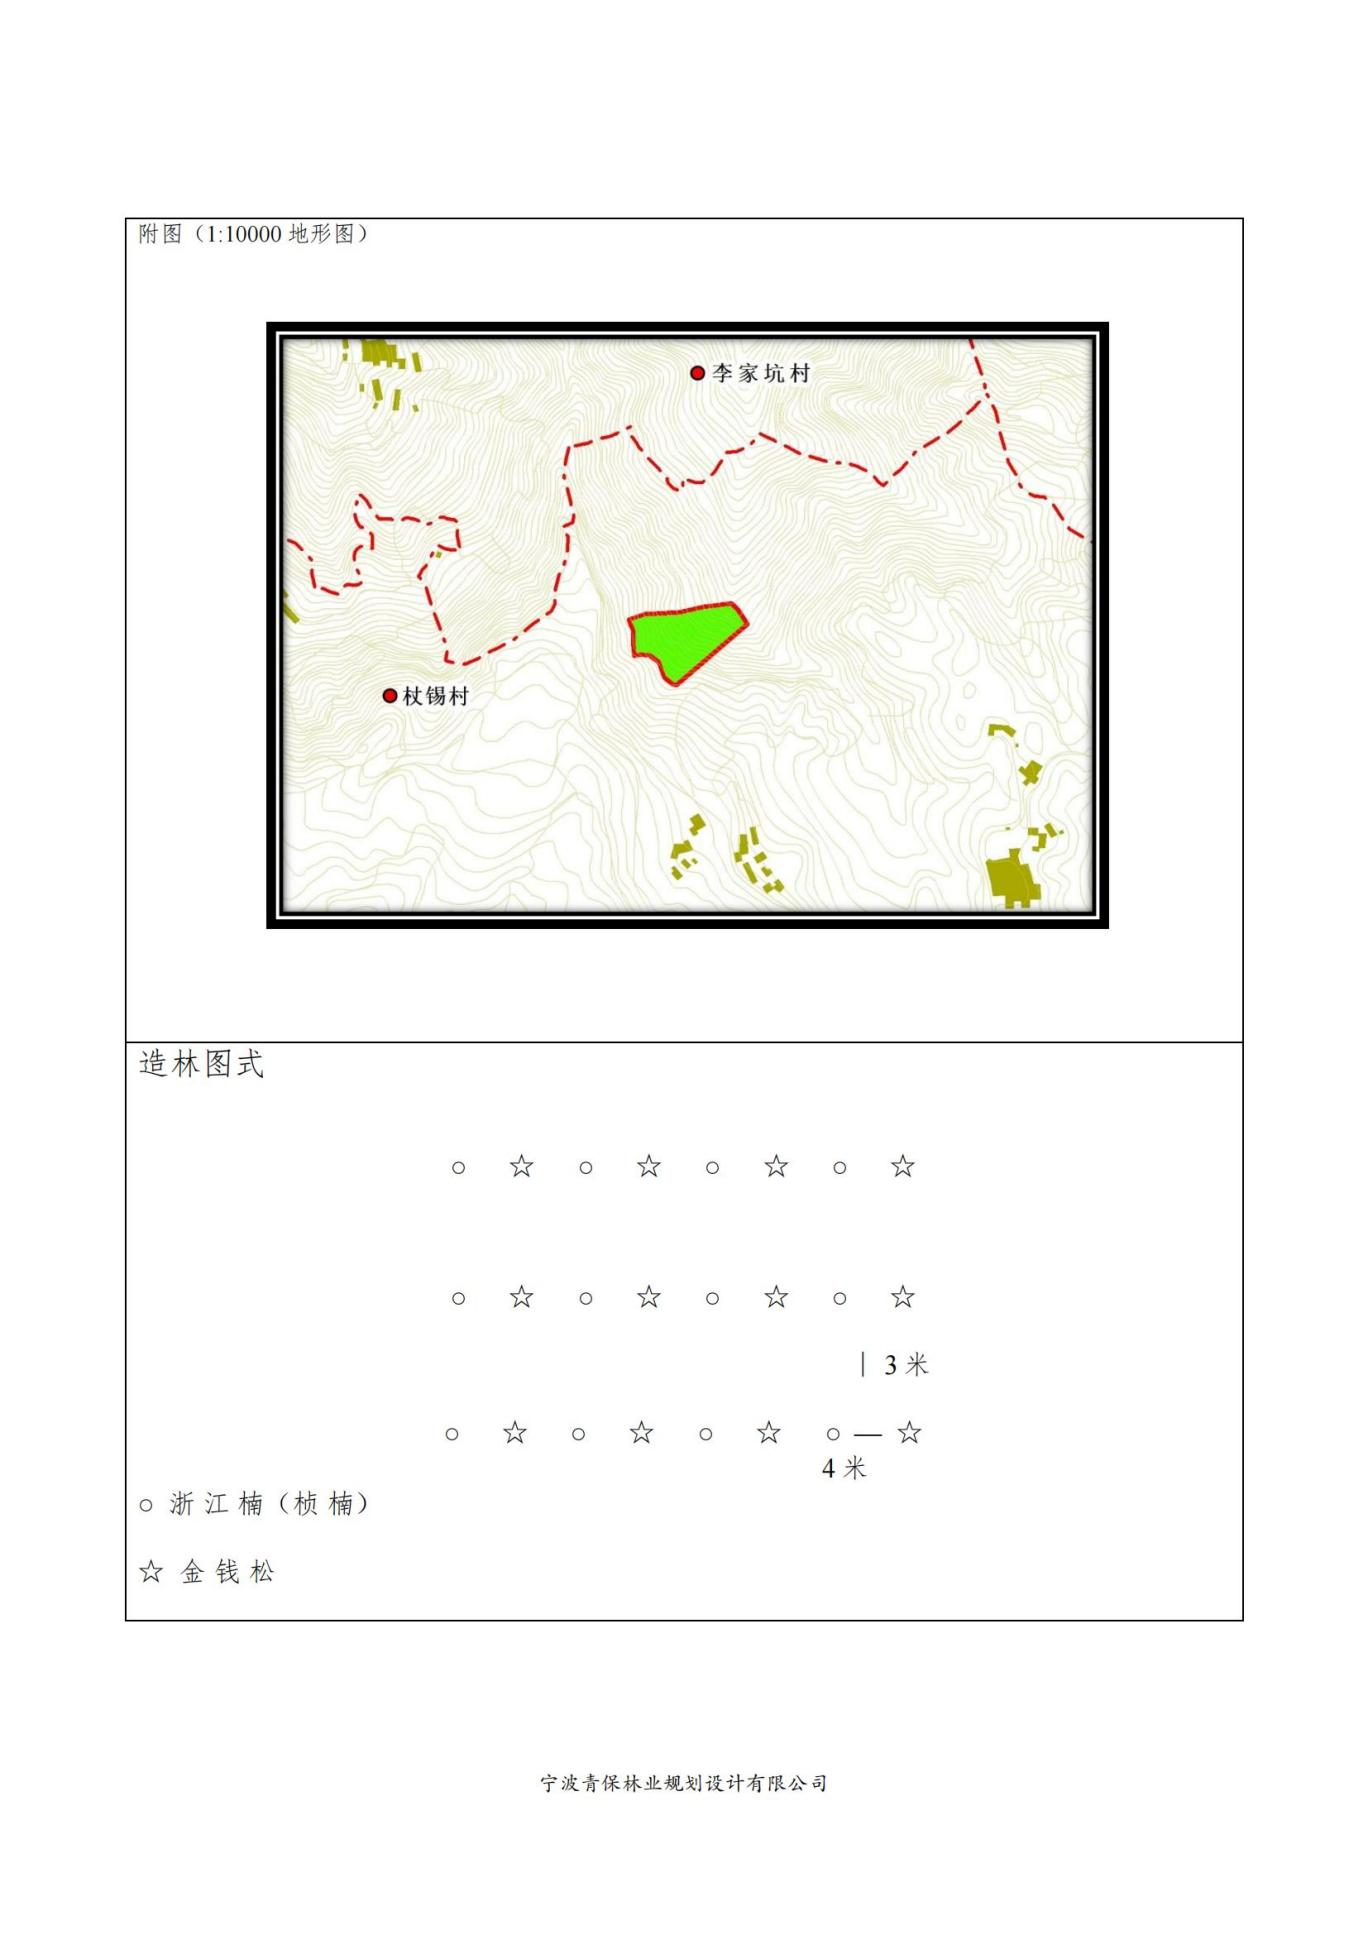 附图（1:10000 地形图）
李家坑村
杖锡村
造林图式
○ ☆ ○ ☆ ○ ☆ ○ ☆
○ ☆ ○ ☆ ○ ☆ ○ ☆
｜ 3 米
○ ☆ ○ ☆ ○ ☆ ○ — ☆
4 米
○ 浙江楠（桢楠）
☆ 金钱松
宁波青保林业规划设计有限公司